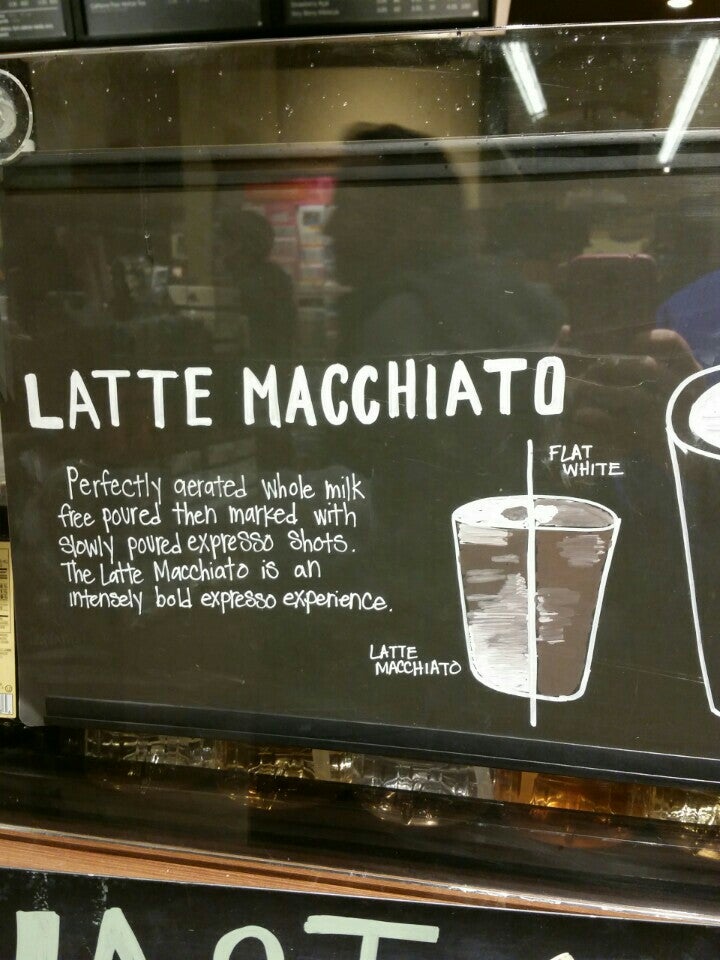 LATTE MACCHIATO
Perfectly aerated whole milk
free poured then marked with
slowly poured expresso shots.
The Latte Macchiato is an
intensely bold expresso experience.
FLAT
WHITE
LATTE
MACCHIATO